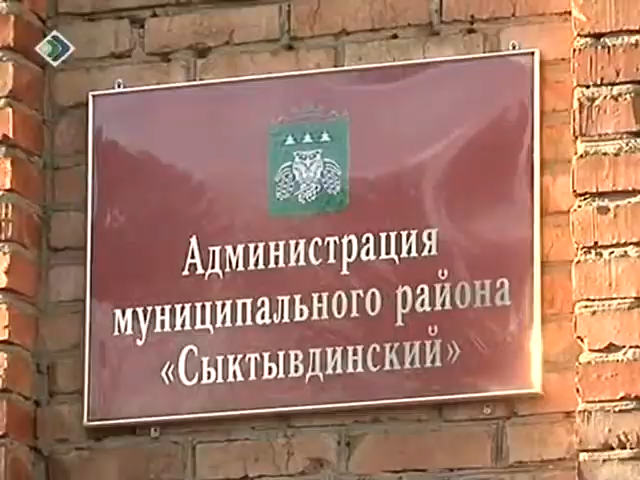 Администрация
муниципального района
«Сыктывдинский»